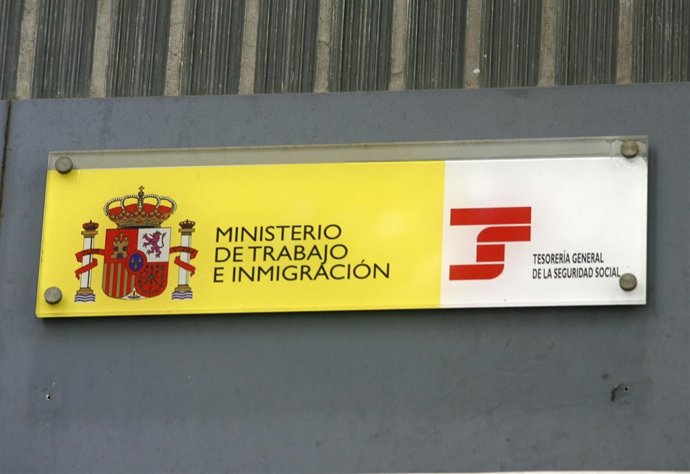 MINISTERIO
DE TRABAJO
E INMIGRACIÓN
TESORERÍA GENERAL
DE LA SEGURIDAD SOCIAL